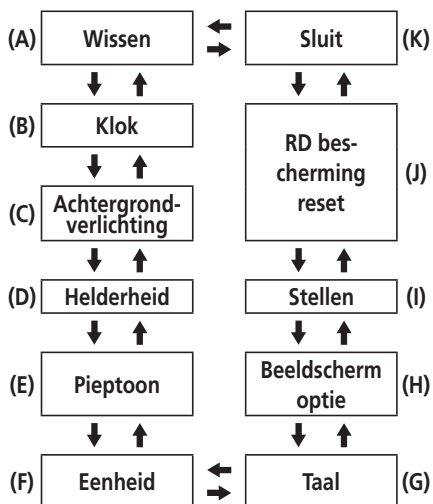 (A) Wissen
Sluit (K)
(B) Klok
RD bes-
cherming
reset
(J)
(C) Achtergrond-
verlichting
(D) Helderheid
Stellen (I)
(E) Pieptoon
Beeldscherm
optie
(H)
(F) Eenheid
Taal (G)